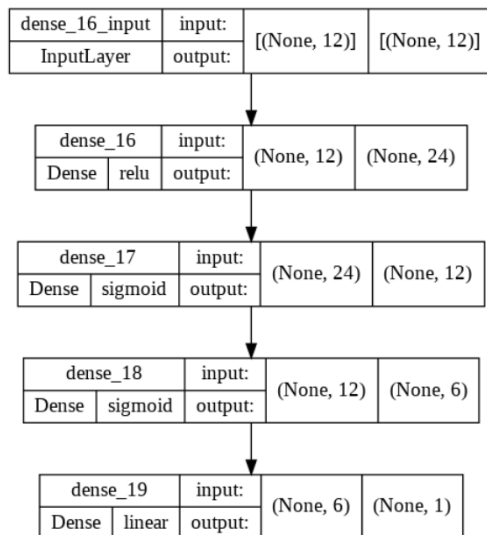 dense_16_input input: [(None, 12)] [(None, 12)]
InputLayer output:
dense_16 input: (None, 12) (None, 24)
Dense relu output:
dense_17 input: (None, 24) (None, 12)
Dense sigmoid output:
dense_18 input: (None, 12) (None, 6)
Dense sigmoid output:
dense_19 input: (None, 6) (None, 1)
Dense linear output: